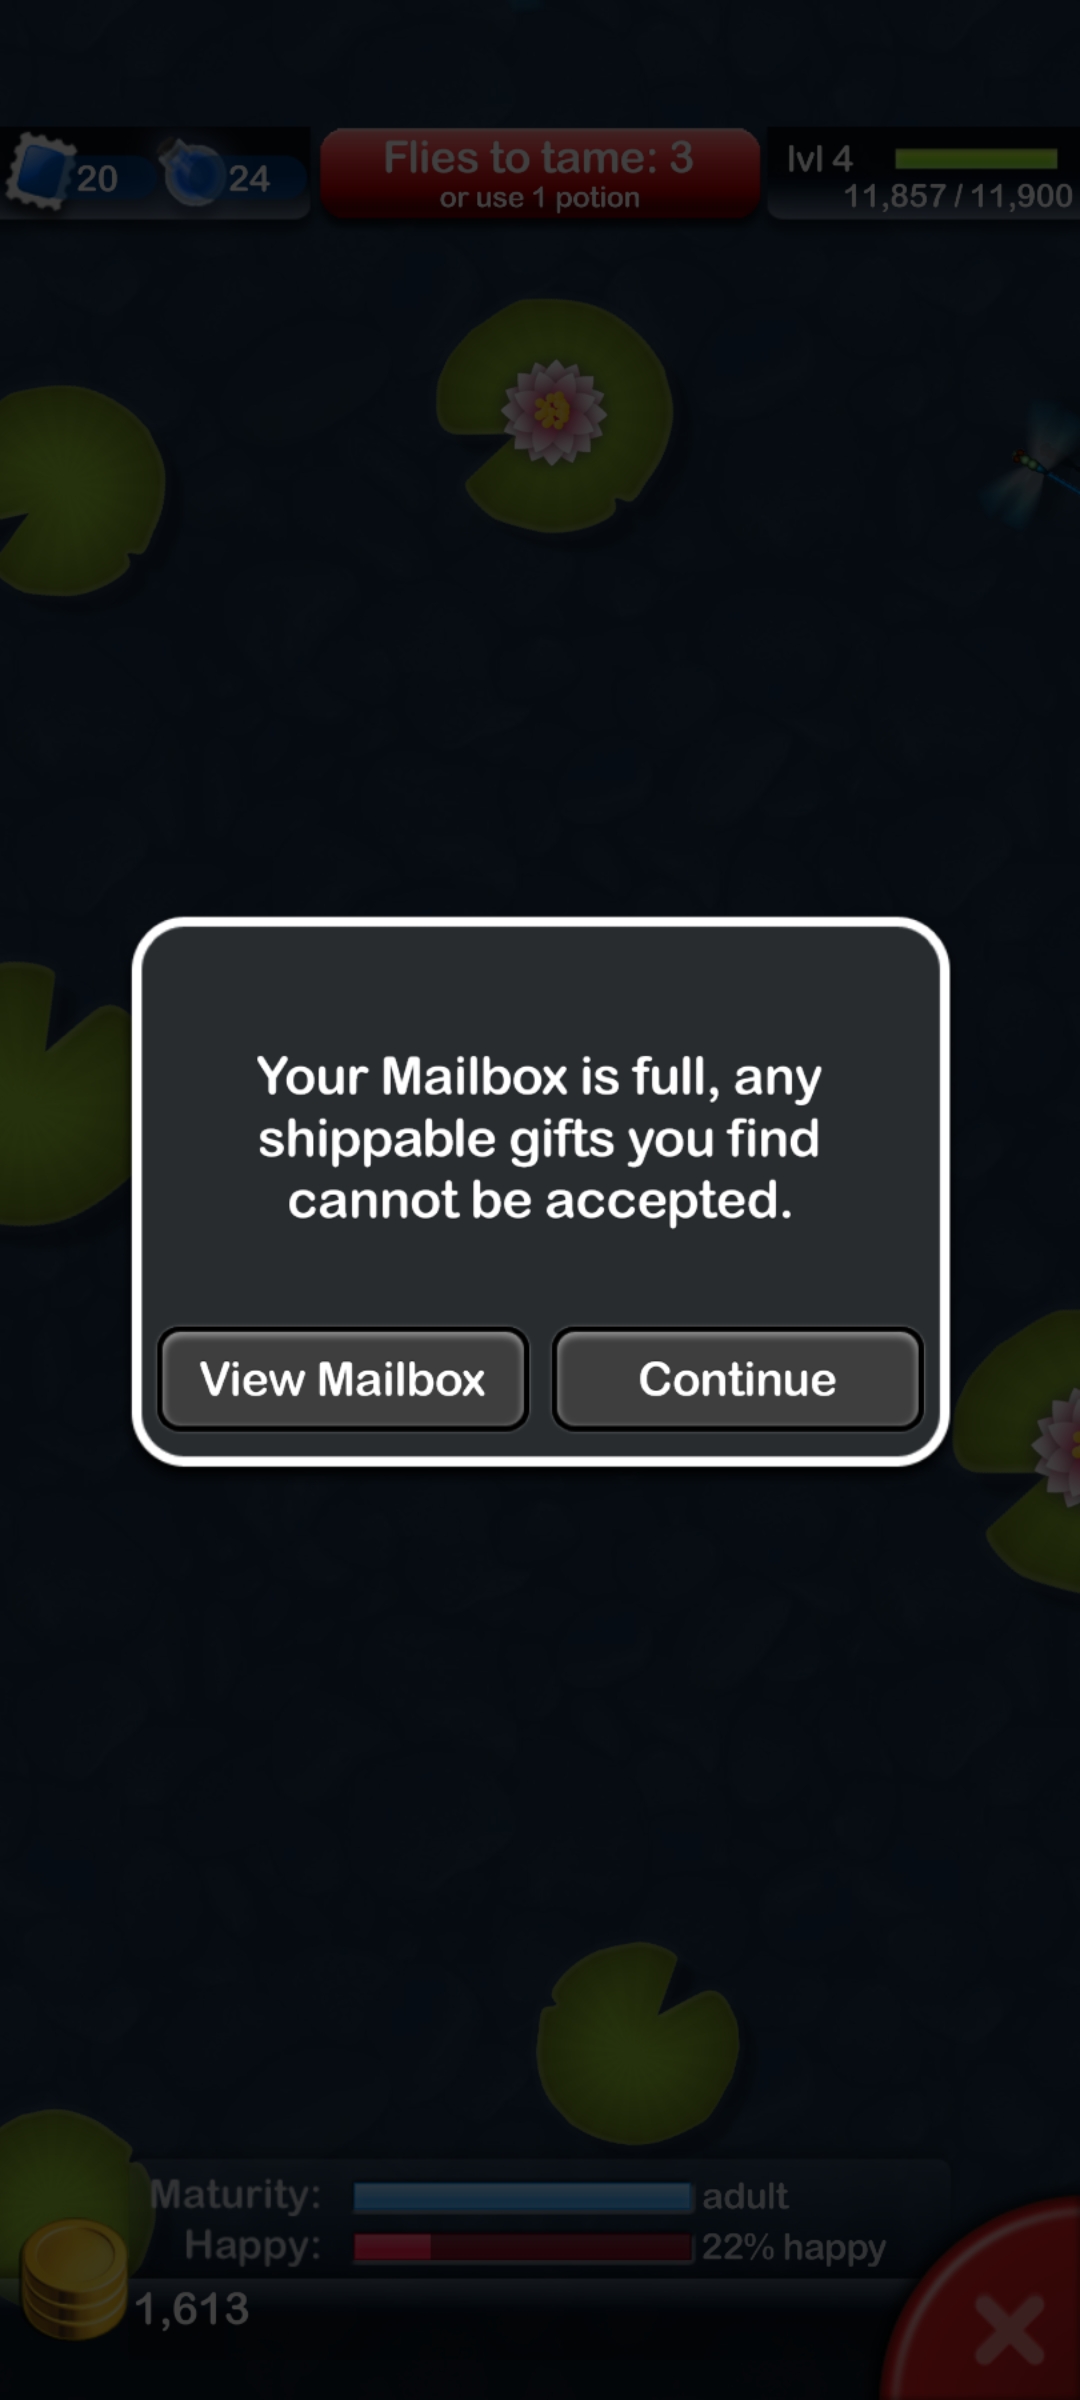 20
24
Flies to tame: 3
or use 1 potion
lvl 4
11,857 / 11,900
Your Mailbox is full, any
shippable gifts you find
cannot be accepted.
View Mailbox
Continue
Maturity:
adult
Happy:
22% happy
1,613